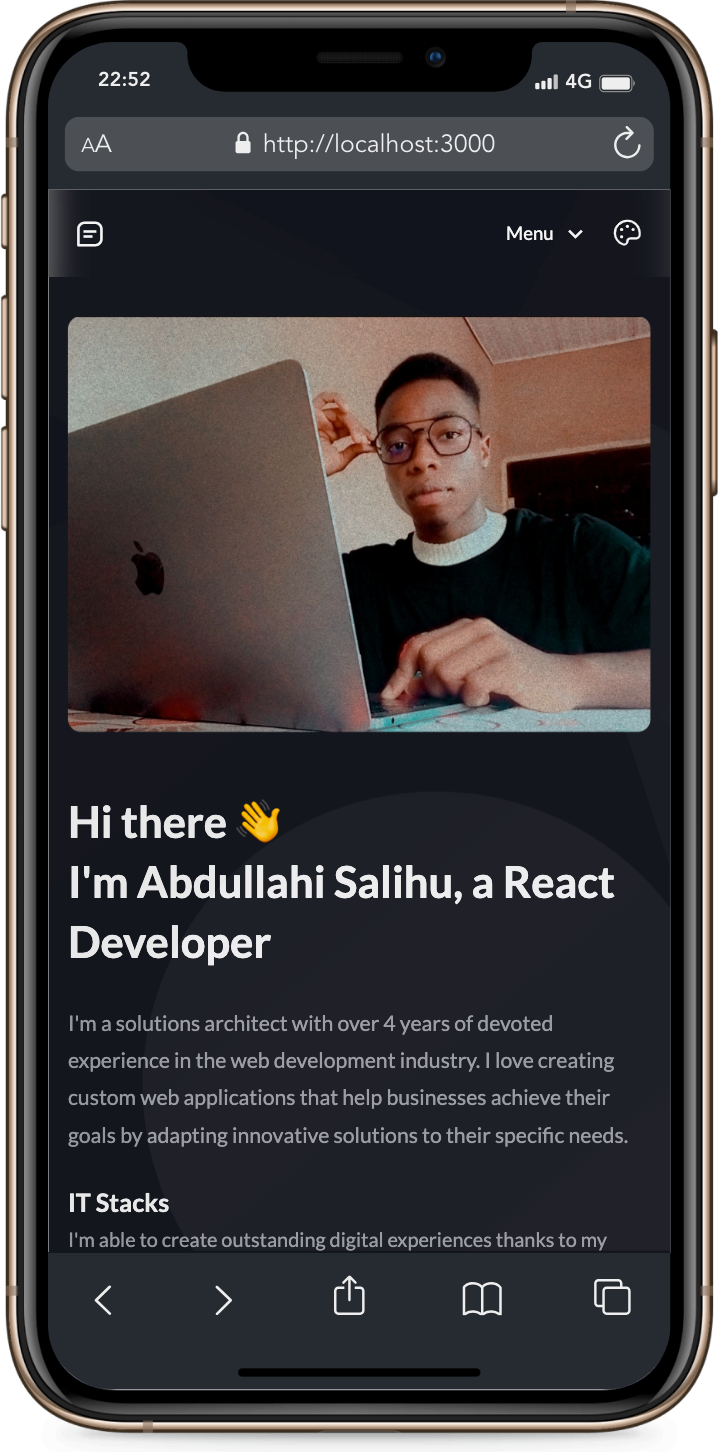 22:52
4G
AA
http://localhost:3000
Menu
Hi there 👋
I'm Abdullahi Salihu, a React
Developer
I'm a solutions architect with over 4 years of devoted
experience in the web development industry. I love creating
custom web applications that help businesses achieve their
goals by adapting innovative solutions to their specific needs.
IT Stacks
I'm able to create outstanding digital experiences thanks to my